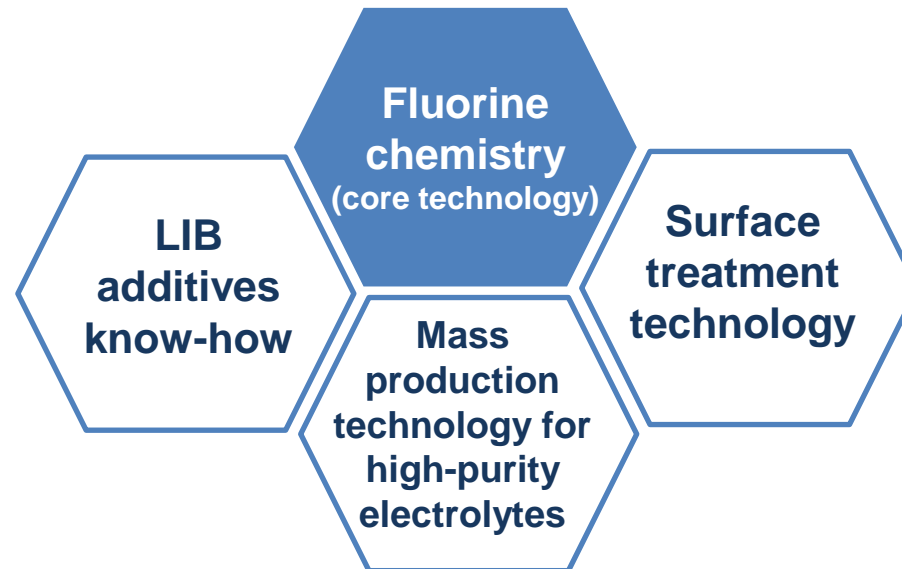 Fluorine
chemistry
(core technology)
LIB
additives
know-how
Surface
treatment
technology
Mass
production
technology for
high-purity
electrolytes